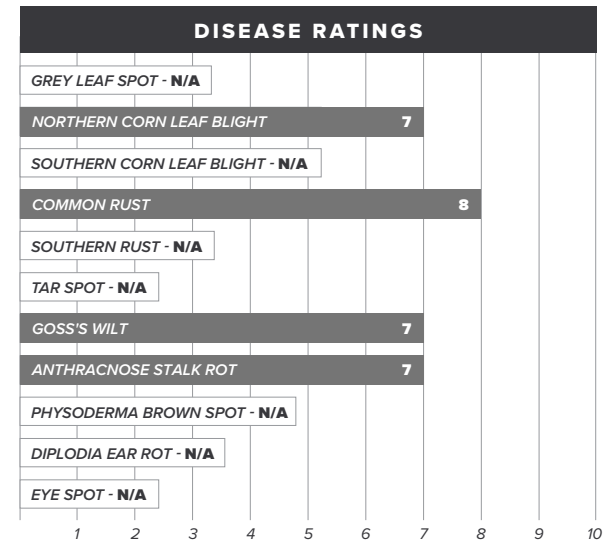 DISEASE RATINGS
GREY LEAF SPOT - N/A
NORTHERN CORN LEAF BLIGHT 7
SOUTHERN CORN LEAF BLIGHT - N/A
COMMON RUST 8
SOUTHERN RUST - N/A
TAR SPOT - N/A
GOSS'S WILT 7
ANTHRACNOSE STALK ROT 7
PHYSODERMA BROWN SPOT - N/A
DIPLODIA EAR ROT - N/A
EYE SPOT - N/A
1 2 3 4 5 6 7 8 9 10